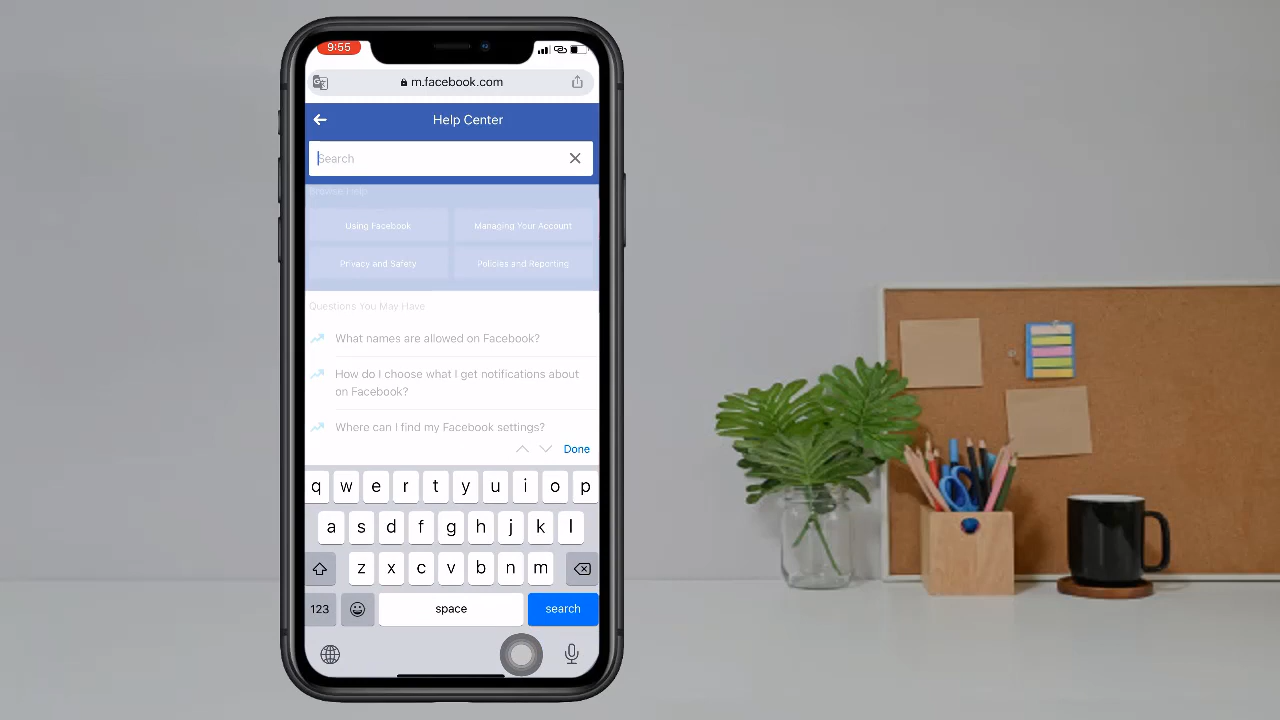 9:55
m.facebook.com
Help Center
Search
Browse Help
Using Facebook
Managing Your Account
Privacy and Safety
Policies and Reporting
Questions You May Have
What names are allowed on Facebook?
How do I choose what I get notifications about
on Facebook?
Where can I find my Facebook settings?
Done
q w e r t y u i o p
a s d f g h j k l
z x c v b n m
123
space
search